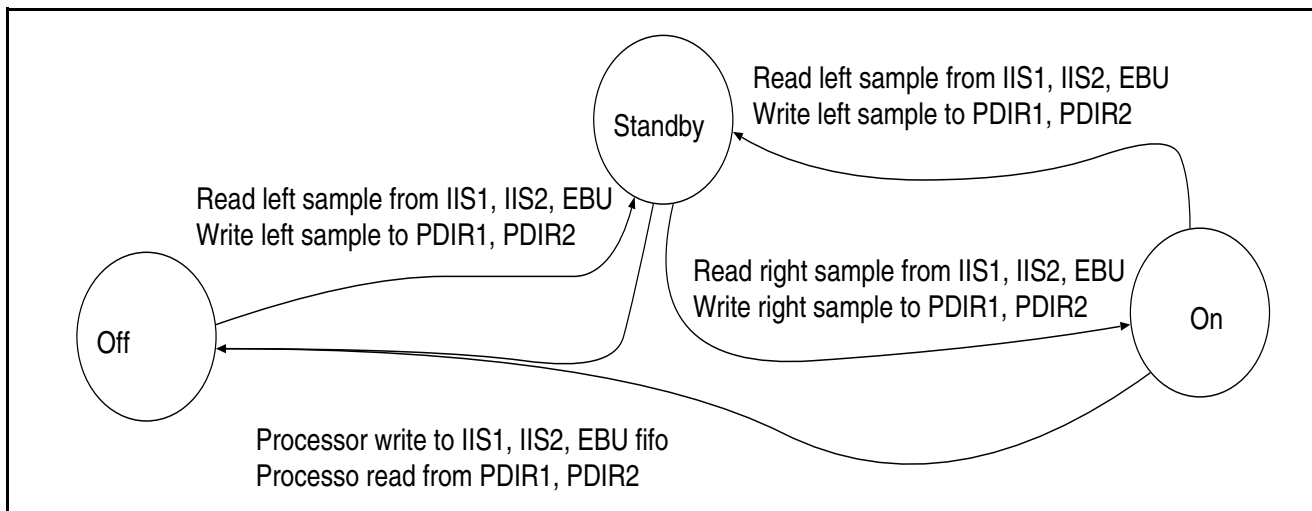 Read left sample from IIS1, IIS2, EBU
Write left sample to PDIR1, PDIR2
Standby
Read left sample from IIS1, IIS2, EBU
Write left sample to PDIR1, PDIR2
Read right sample from IIS1, IIS2, EBU
Write right sample to PDIR1, PDIR2
On
Off
Processor write to IIS1, IIS2, EBU fifo
Processo read from PDIR1, PDIR2